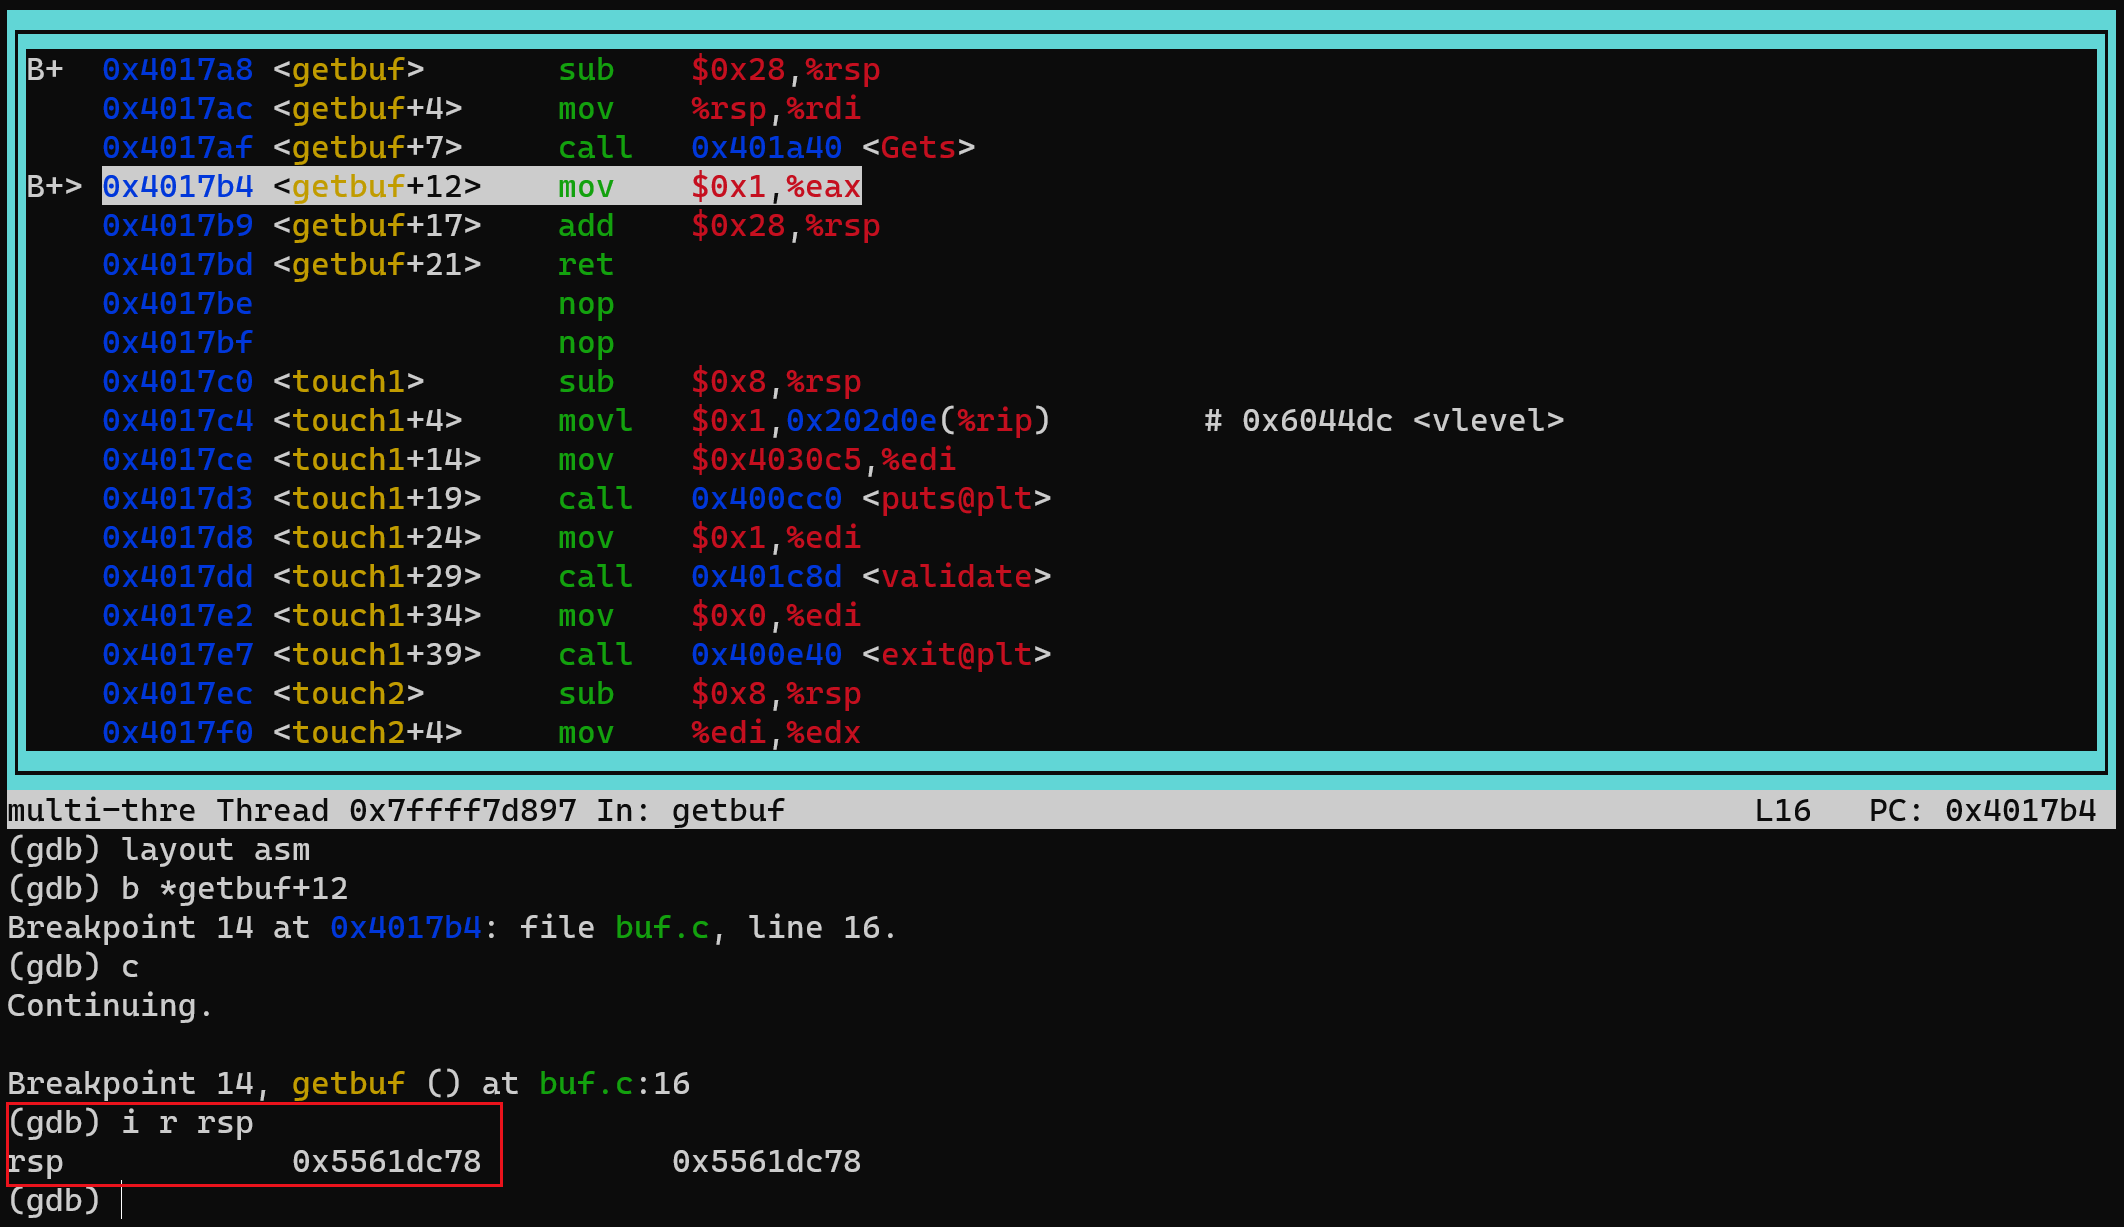 B+  0x4017a8 <getbuf>       sub    $0x28,%rsp
    0x4017ac <getbuf+4>     mov    %rsp,%rdi
    0x4017af <getbuf+7>     call   0x401a40 <Gets>
B+> 0x4017b4 <getbuf+12>    mov    $0x1,%eax
    0x4017b9 <getbuf+17>    add    $0x28,%rsp
    0x4017bd <getbuf+21>    ret
    0x4017be                nop
    0x4017bf                nop
    0x4017c0 <touch1>       sub    $0x8,%rsp
    0x4017c4 <touch1+4>     movl   $0x1,0x202d0e(%rip)        # 0x6044dc <vlevel>
    0x4017ce <touch1+14>    mov    $0x4030c5,%edi
    0x4017d3 <touch1+19>    call   0x400cc0 <puts@plt>
    0x4017d8 <touch1+24>    mov    $0x1,%edi
    0x4017dd <touch1+29>    call   0x401c8d <validate>
    0x4017e2 <touch1+34>    mov    $0x0,%edi
    0x4017e7 <touch1+39>    call   0x400e40 <exit@plt>
    0x4017ec <touch2>       sub    $0x8,%rsp
    0x4017f0 <touch2+4>     mov    %edi,%edx
multi-thre Thread 0x7ffff7d897 In: getbuf    L16   PC: 0x4017b4
(gdb) layout asm
(gdb) b *getbuf+12
Breakpoint 14 at 0x4017b4: file buf.c, line 16.
(gdb) c
Continuing.
Breakpoint 14, getbuf () at buf.c:16
(gdb) i r rsp
rsp            0x5561dc78          0x5561dc78
(gdb)